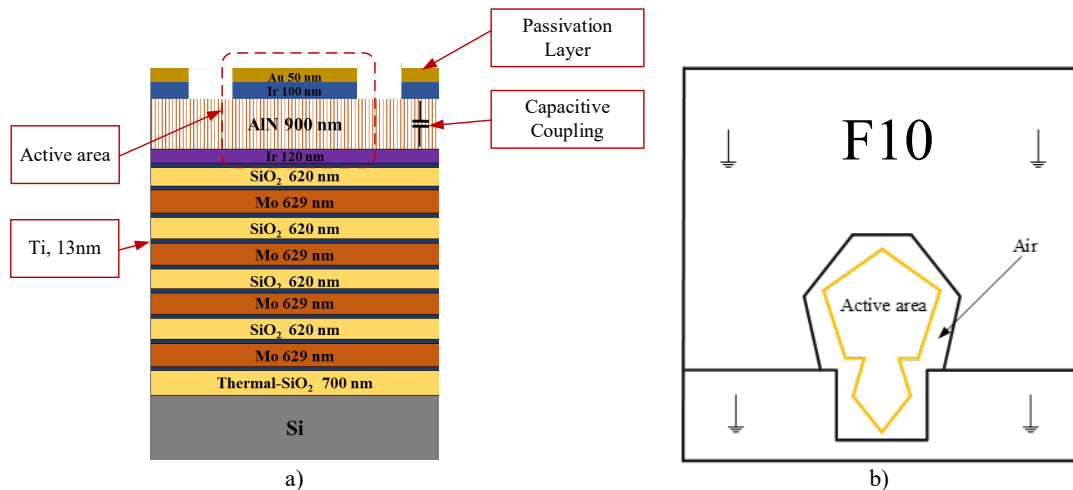 Passivation
Layer
Au 50 nm
Ir 100 nm
Capacitive
Coupling
AlN 900 nm
Active area
Ir 120 nm
SiO₂ 620 nm
Mo 629 nm
Ti, 13nm
SiO₂ 620 nm
Mo 629 nm
SiO₂ 620 nm
Mo 629 nm
SiO₂ 620 nm
Mo 629 nm
Thermal-SiO₂ 700 nm
Si
a)
F10
Air
Active area
b)